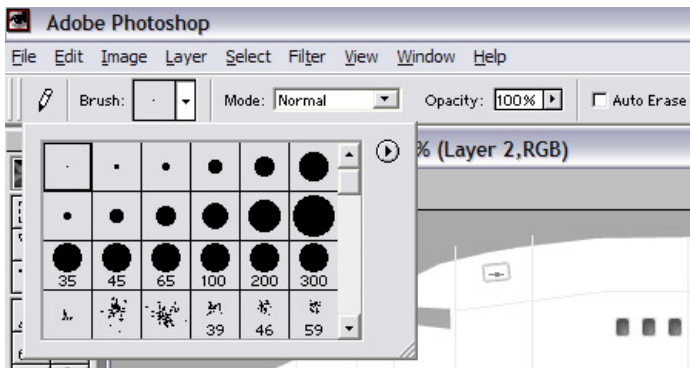 Adobe Photoshop
File Edit Image Layer Select Filter View Window Help
Brush: Mode: Normal Opacity: 100% Auto Erase
% (Layer 2,RGB)
35 45 65 100 200 300
39 46 59